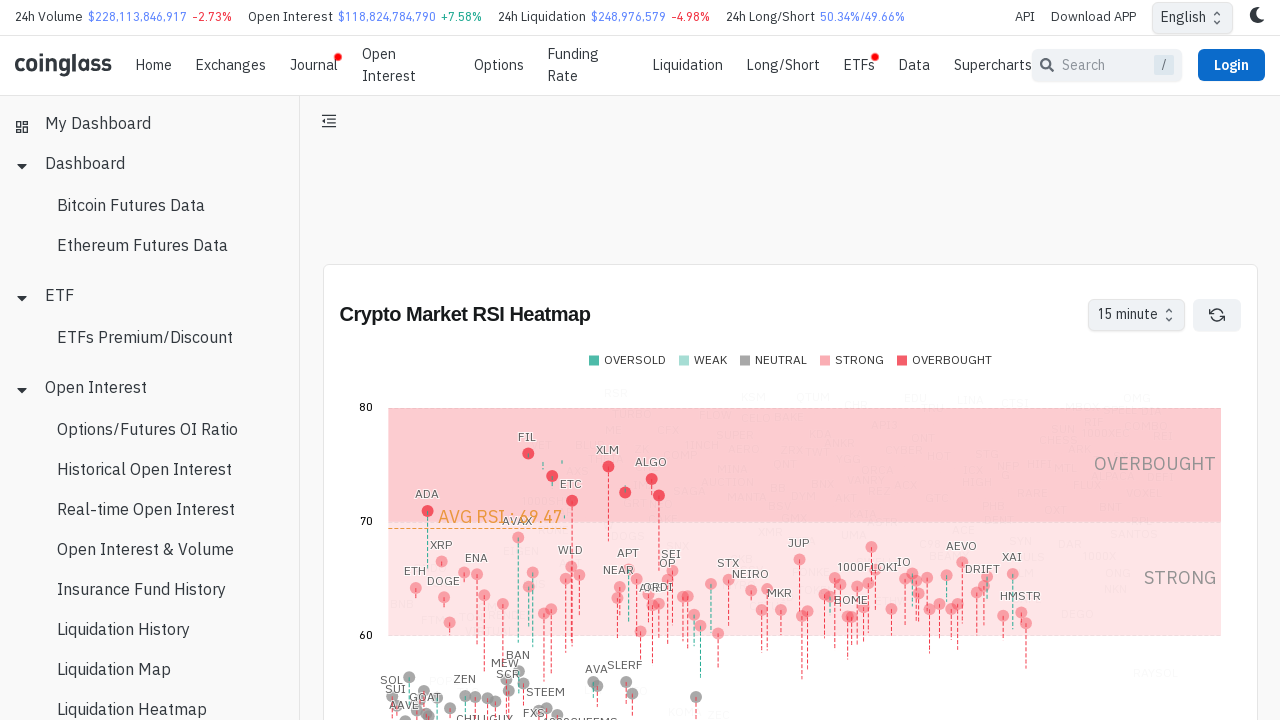 24h Volume $228,113,846,917 -2.73% Open Interest $118,824,784,790 +7.58% 24h Liquidation $248,976,579 -4.98% 24h Long/Short 50.34%/49.66% API Download APP English
coinglass Home Exchanges Journal Open Interest Options Funding Rate Liquidation Long/Short ETFs Data Supercharts Search / Login
My Dashboard
Dashboard
Bitcoin Futures Data
Ethereum Futures Data
ETF
ETFs Premium/Discount
Open Interest
Options/Futures OI Ratio
Historical Open Interest
Real-time Open Interest
Open Interest & Volume
Insurance Fund History
Liquidation History
Liquidation Map
Liquidation Heatmap
Crypto Market RSI Heatmap 15 minute
OVERSOLD WEAK NEUTRAL STRONG OVERBOUGHT
80
FIL
XLM
ALGO
OVERBOUGHT
ETC
ADA
AVG RSI : 69.47
70
AVAX
XRP
ENA
WLD
APT
SEI
OP
JUP
AEVO
XAI
ETH
DOGE
NEAR
ORDI
STX
NEIRO
MKR
1000FLOKI
IO
DRIFT
STRONG
BOME
HMSTR
60
BAN
MEW
SCR
AVA
SLERF
SOL
SUI
ZEN
GOAT
AAVE
STEEM